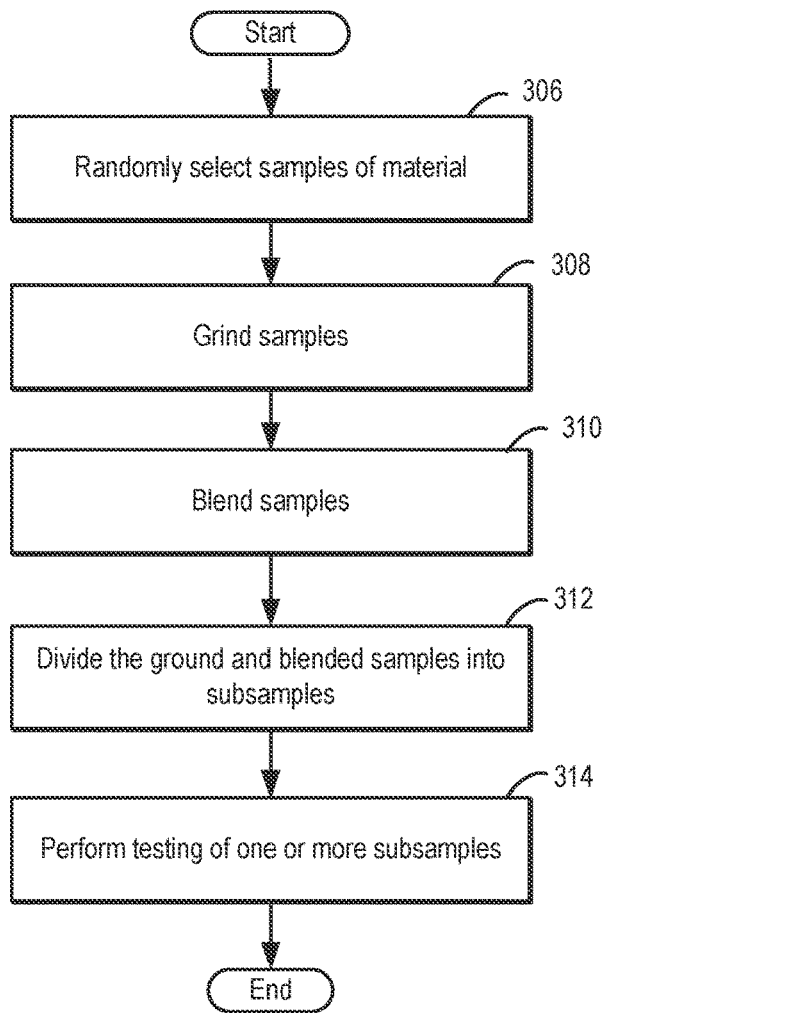 Start
306
Randomly select samples of material
308
Grind samples
310
Blend samples
312
Divide the ground and blended samples into
subsamples
314
Perform testing of one or more subsamples
End